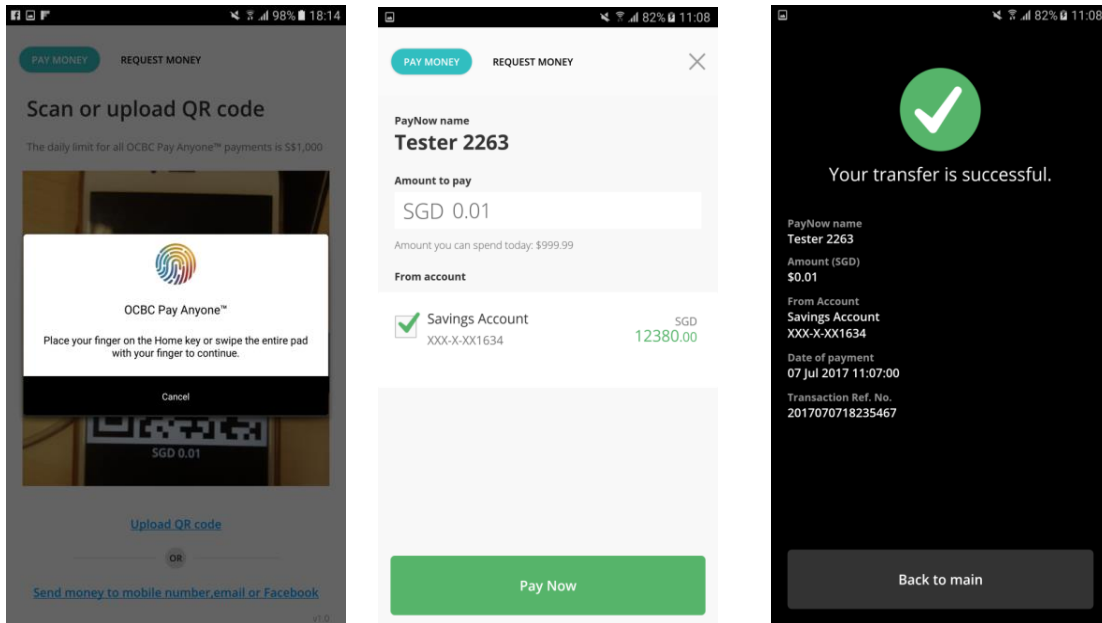 98% 18:14
PAY MONEY REQUEST MONEY
Scan or upload QR code
The daily limit for all OCBC Pay Anyone™ payments is S$1,000
OCBC Pay Anyone™
Place your finger on the Home key or swipe the entire pad
with your finger to continue.
Cancel
SGD 0.01
Upload QR code
OR
Send money to mobile number,email or Facebook
v1.0
82% 11:08
PAY MONEY REQUEST MONEY
PayNow name
Tester 2263
Amount to pay
SGD 0.01
Amount you can spend today: $999.99
From account
Savings Account SGD
XXX-X-XX1634 12380.00
Pay Now
82% 11:08
Your transfer is successful.
PayNow name
Tester 2263
Amount (SGD)
$0.01
From Account
Savings Account
XXX-X-XX1634
Date of payment
07 Jul 2017 11:07:00
Transaction Ref. No.
2017070718235467
Back to main